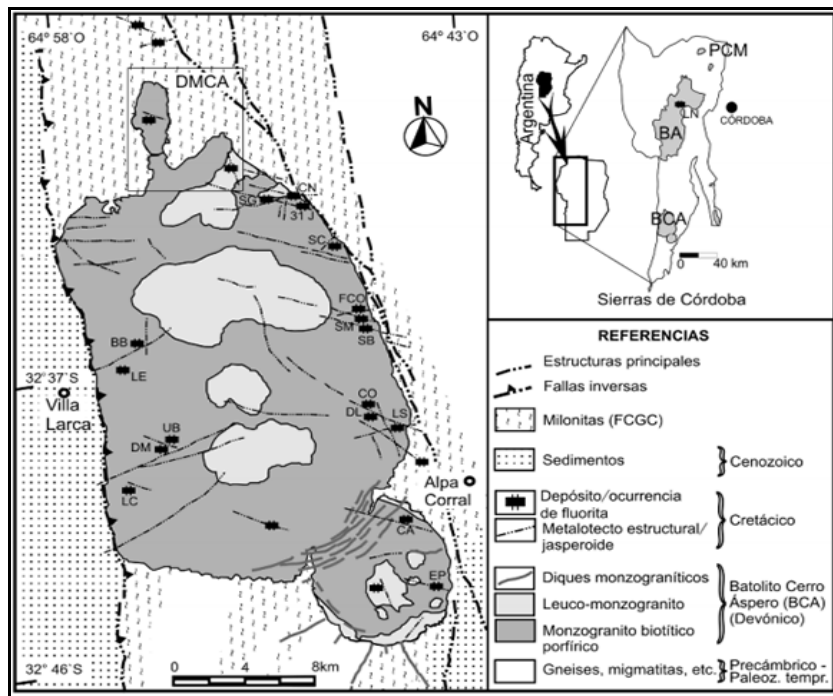 64° 58´O
64° 43´O
DMCA
N
SG
CN
31 J
SC
FCO
SM
SB
BB
LE
32° 37´S
Villa
Larca
CO
DL
LS
UB
DM
LC
Alpa
Corral
CA
EP
32° 46´S
0 4 8km
Argentina
PCM
LN
CÓRDOBA
BA
BCA
0 40 km
Sierras de Córdoba
REFERENCIAS
Estructuras principales
Fallas inversas
Milonitas (FCGC)
Sedimentos
Cenozoico
Depósito/ocurrencia
de fluorita
Metalotecto estructural/
jasperoide
Cretácico
Diques monzograníticos
Leuco-monzogranito
Monzogranito biotítico
porfírico
Batolito Cerro
Áspero (BCA)
(Devónico)
Gneises, migmatitas, etc.
Precámbrico -
Paleoz. tempr.